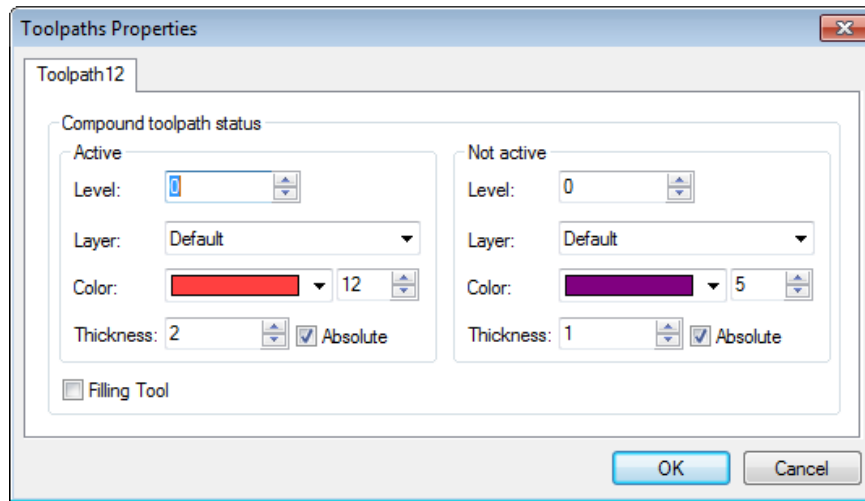 Toolpaths Properties
Toolpath12
Compound toolpath status
Active
Level: 0
Layer: Default
Color: 12
Thickness: 2 Absolute
Not active
Level: 0
Layer: Default
Color: 5
Thickness: 1 Absolute
Filling Tool
OK Cancel